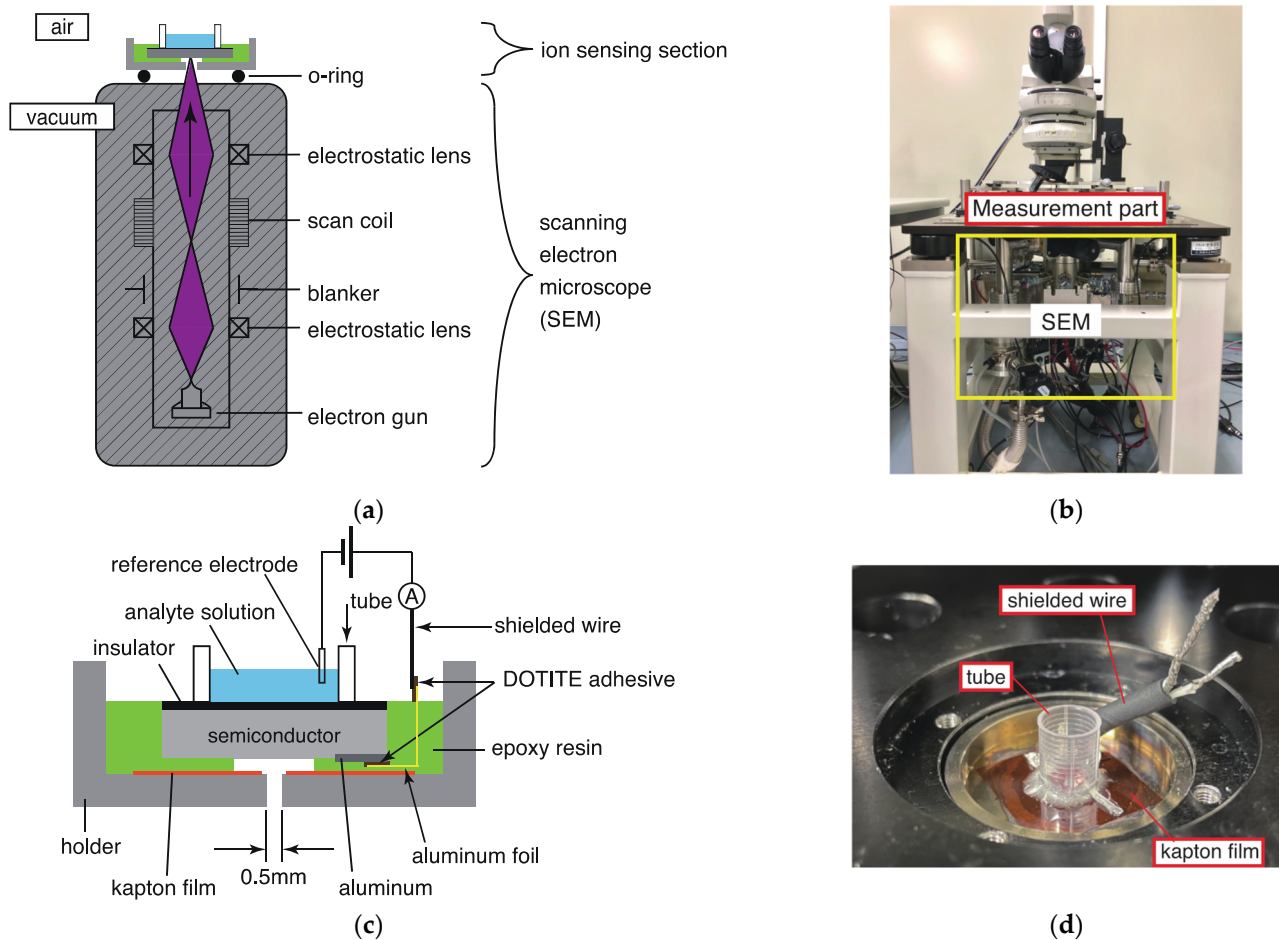 air
ion sensing section
o-ring
vacuum
electrostatic lens
scan coil
scanning
electron
microscope
(SEM)
blanker
electrostatic lens
electron gun
(a)
Measurement part
SEM
(b)
reference electrode
tube
A
analyte solution
shielded wire
insulator
DOTITE adhesive
semiconductor
epoxy resin
holder
aluminum foil
0.5mm
kapton film
aluminum
(c)
shielded wire
tube
kapton film
(d)